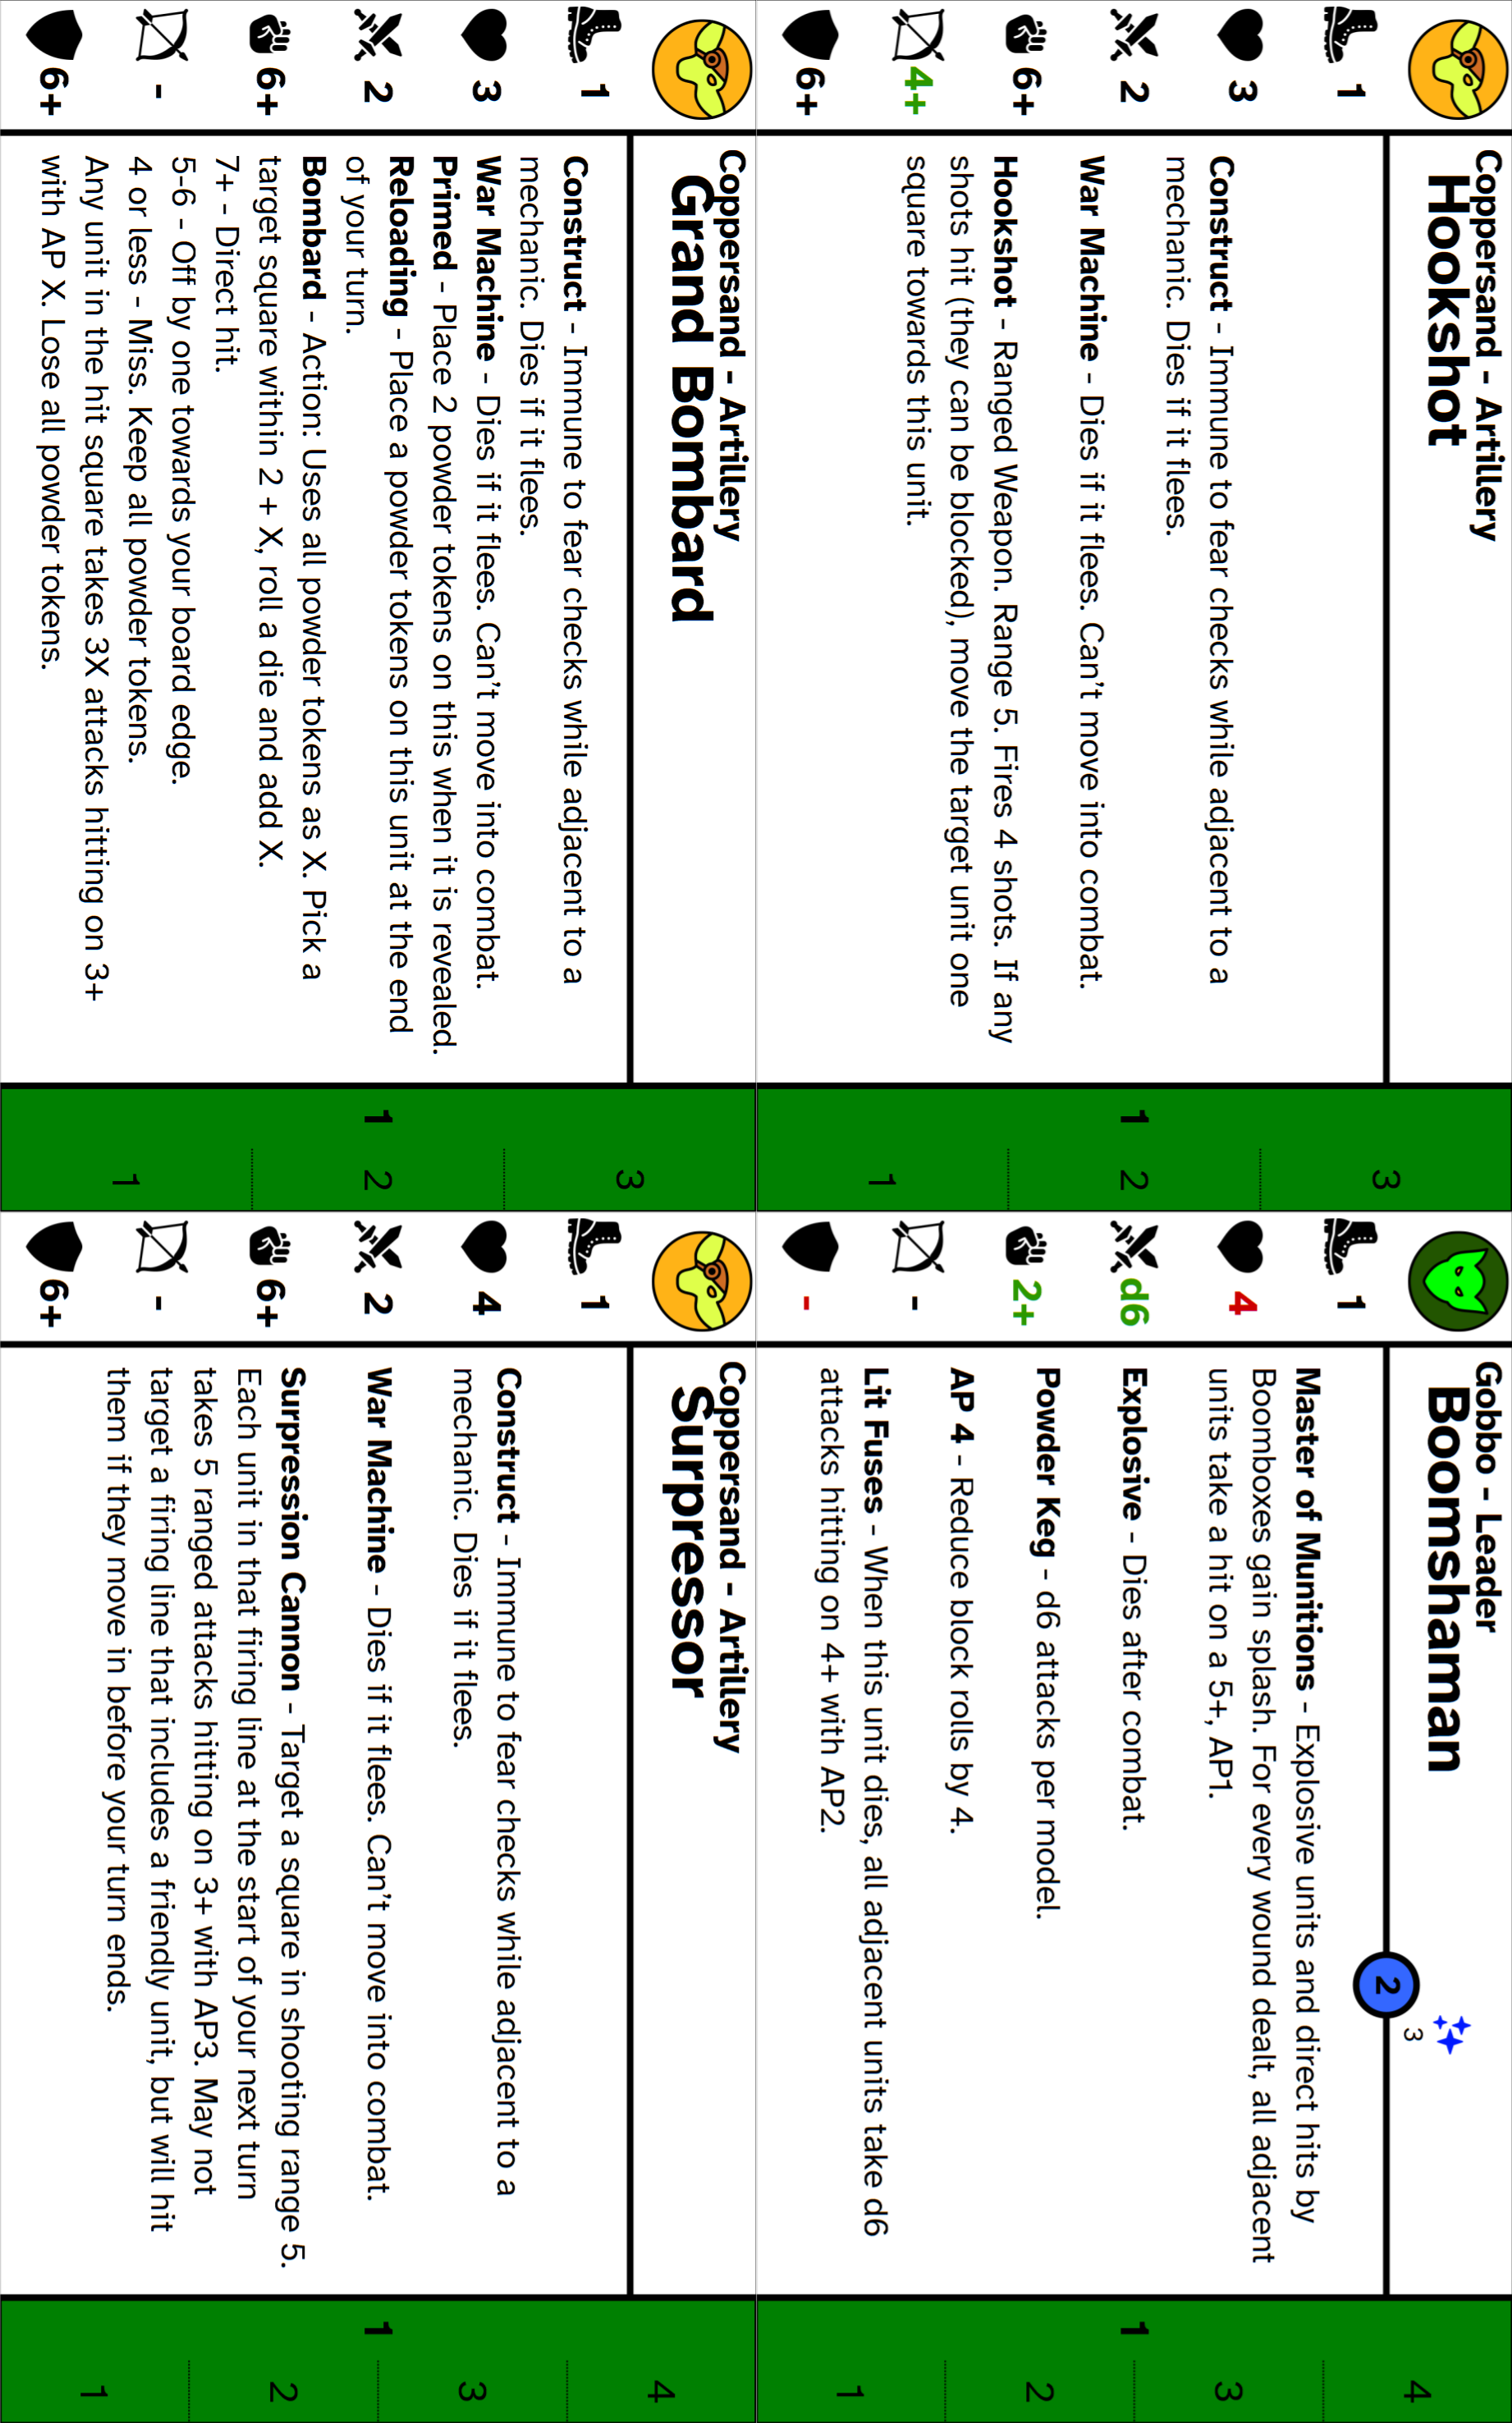 Coppersand - Artillery
Hookshot
1
3
2
6+
4+
6+
Construct - Immune to fear checks while adjacent to a
mechanic. Dies if it flees.
War Machine - Dies if it flees. Can't move into combat.
Hookshot - Ranged Weapon. Range 5. Fires 4 shots. If any
shots hit (they can be blocked), move the target unit one
square towards this unit.
1
3
2
1
Gobbo - Leader
Boomshaman
2
3
1
4
d6
2+
-
-
Master of Munitions - Explosive units and direct hits by
Boomboxes gain splash. For every wound dealt, all adjacent
units take a hit on a 5+, AP1.
Explosive - Dies after combat.
Powder Keg - d6 attacks per model.
AP 4 - Reduce block rolls by 4.
Lit Fuses - When this unit dies, all adjacent units take d6
attacks hitting on 4+ with AP2.
1
4
3
2
1
Coppersand - Artillery
Grand Bombard
1
3
2
6+
-
6+
Construct - Immune to fear checks while adjacent to a
mechanic. Dies if it flees.
War Machine - Dies if it flees. Can't move into combat.
Primed - Place 2 powder tokens on this when it is revealed.
Reloading - Place a powder tokens on this unit at the end
of your turn.
Bombard - Action: Uses all powder tokens as X. Pick a
target square within 2 + X, roll a die and add X.
7+ - Direct hit.
5-6 - Off by one towards your board edge.
4 or less - Miss. Keep all powder tokens.
Any unit in the hit square takes 3X attacks hitting on 3+
with AP X. Lose all powder tokens.
1
3
2
1
Coppersand - Artillery
Surpressor
1
4
2
6+
-
6+
Construct - Immune to fear checks while adjacent to a
mechanic. Dies if it flees.
War Machine - Dies if it flees. Can't move into combat.
Surpression Cannon - Target a square in shooting range 5.
Each unit in that firing line at the start of your next turn
takes 5 ranged attacks hitting on 3+ with AP3. May not
target a firing line that includes a friendly unit, but will hit
them if they move in before your turn ends.
1
4
3
2
1